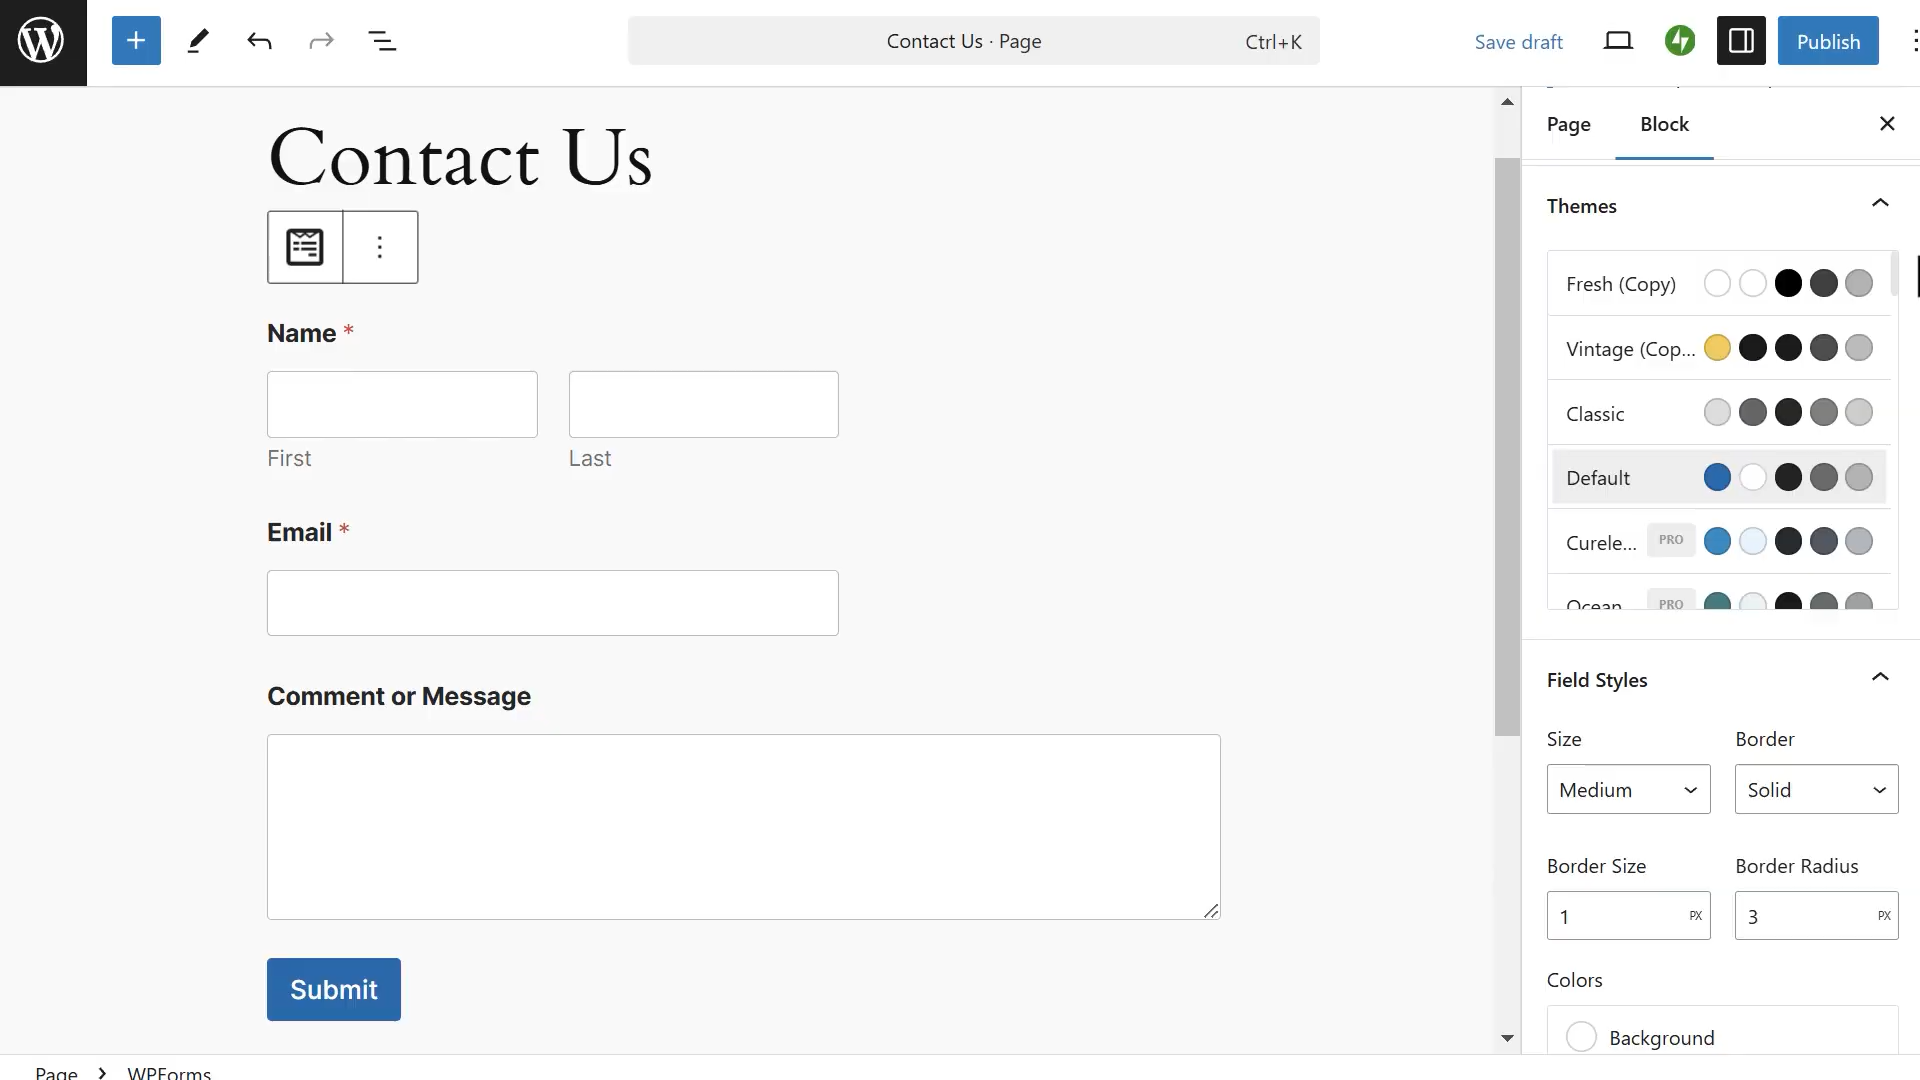 Contact Us · Page Ctrl+K
Save draft
Publish
Page
Block
Contact Us
Name *
First
Last
Email *
Comment or Message
Submit
Themes
Fresh (Copy)
Vintage (Cop...
Classic
Default
Curele... PRO
Ocean PRO
Field Styles
Size
Border
Medium
Solid
Border Size
Border Radius
1 PX
3 PX
Colors
Background
Page > WPForms